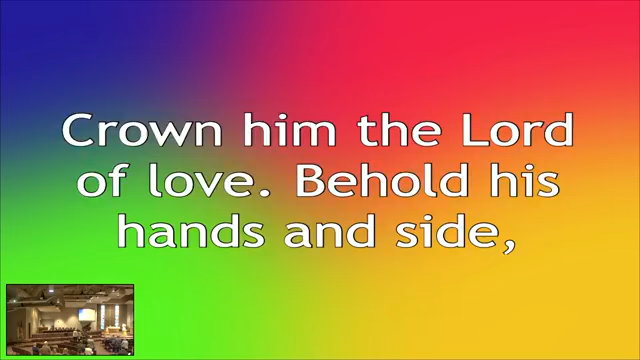 Crown him the Lord
of love. Behold his
hands and side,